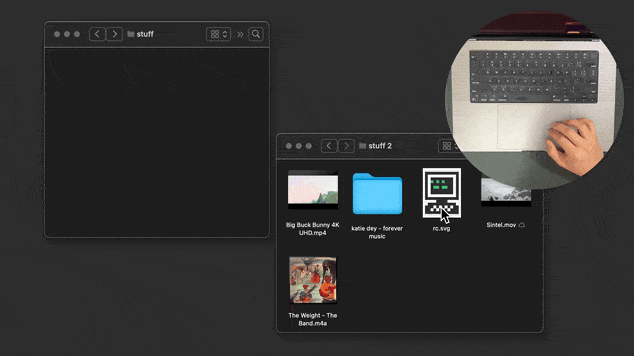 stuff
stuff 2
Big Buck Bunny 4K
UHD.mp4
katie dey - forever
music
rc.svg
Sintel.mov
The Weight - The
Band.m4a